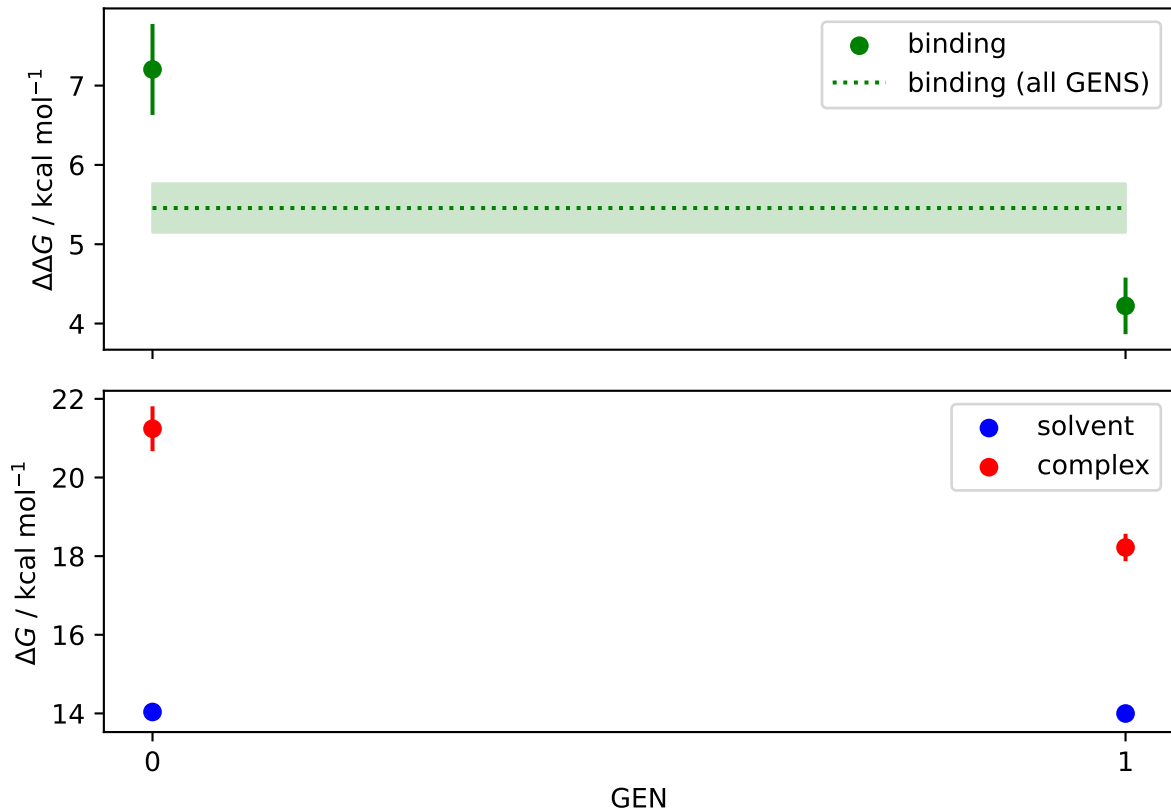 ΔΔG / kcal mol⁻¹
7
6
5
4
binding
binding (all GENS)
ΔG / kcal mol⁻¹
22
20
18
16
14
solvent
complex
0
1
GEN